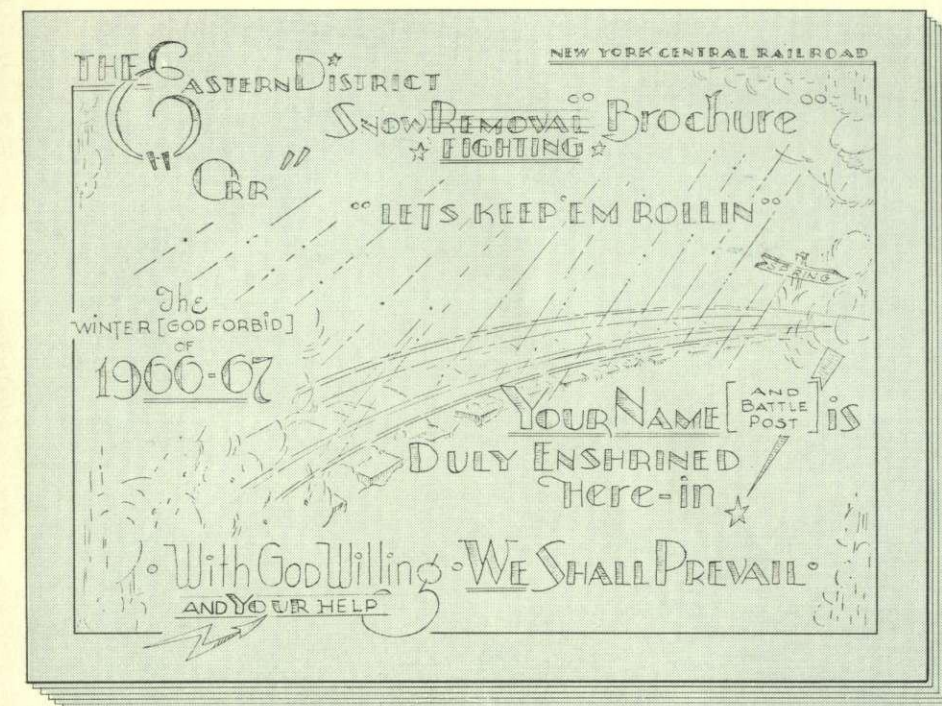 NEW YORK CENTRAL RAILROAD
THE EASTERN DISTRICT
SNOW REMOVAL "Brochure"
FIGHTING
"ORR"
"LETS KEEP 'EM ROLLIN"
SPRING
The
WINTER [GOD FORBID]
OF
1966-67
YOUR NAME [AND BATTLE POST] is
DULY ENSHRINED
Here-in
With GOD Willing · WE SHALL PREVAIL ·
AND YOUR HELP